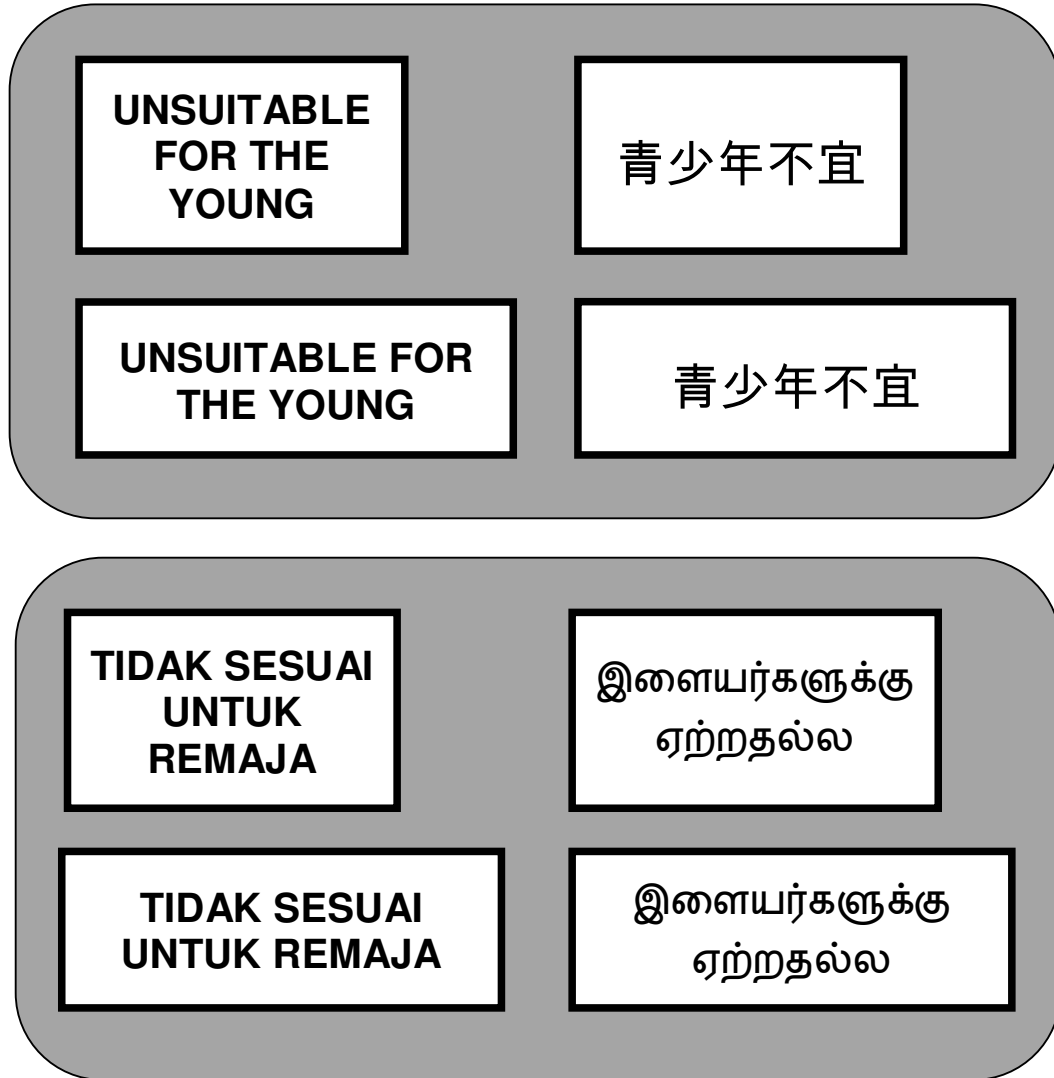 UNSUITABLE
FOR THE
YOUNG
青少年不宜
UNSUITABLE FOR
THE YOUNG
青少年不宜
TIDAK SESUAI
UNTUK
REMAJA
இளையர்களுக்கு
ஏற்றதல்ல
TIDAK SESUAI
UNTUK REMAJA
இளையர்களுக்கு
ஏற்றதல்ல